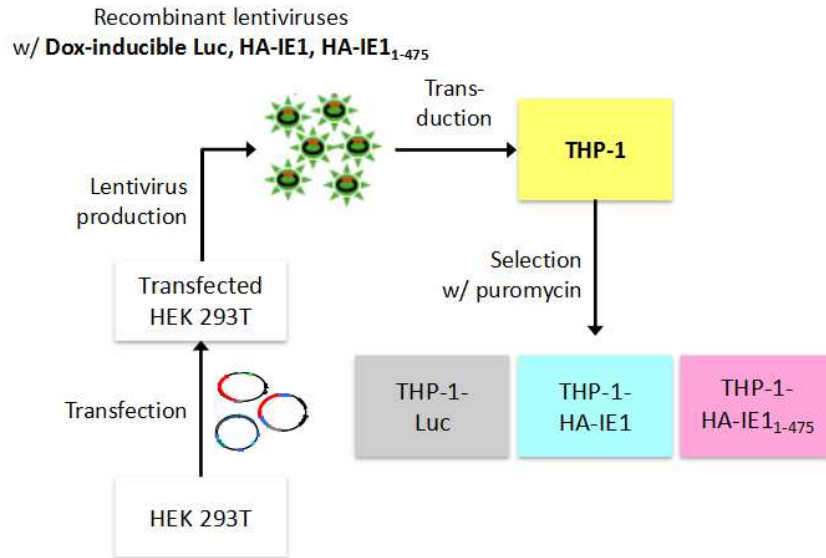 Recombinant lentiviruses
w/ Dox-inducible Luc, HA-IE1, HA-IE1₁₋₄₇₅
Trans-
duction
THP-1
Lentivirus
production
Selection
w/ puromycin
Transfected
HEK 293T
THP-1-
Luc
THP-1-
HA-IE1
THP-1-
HA-IE1₁₋₄₇₅
Transfection
HEK 293T